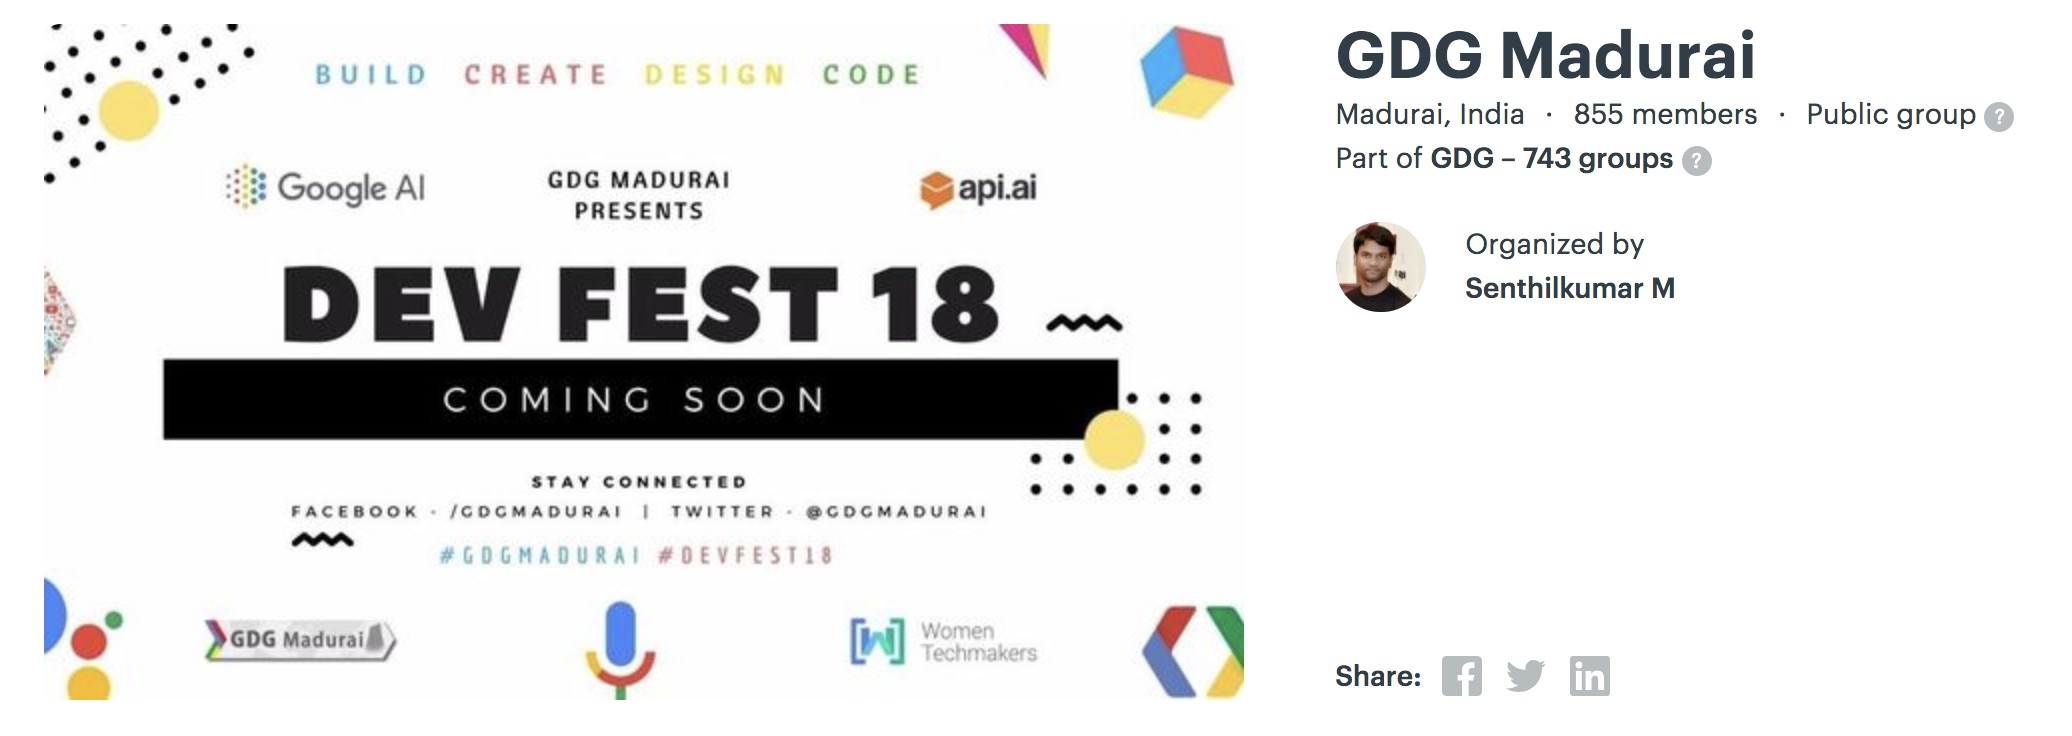 BUILD CREATE DESIGN CODE
Google AI
GDG MADURAI
PRESENTS
api.ai
DEV FEST 18
COMING SOON
STAY CONNECTED
FACEBOOK - /GDGMADURAI | TWITTER - @GDGMADURAI
#GDGMADURAI #DEVFEST18
GDG Madurai
Women
Techmakers
GDG Madurai
Madurai, India · 855 members · Public group ?
Part of GDG – 743 groups ?
Organized by
Senthilkumar M
Share: